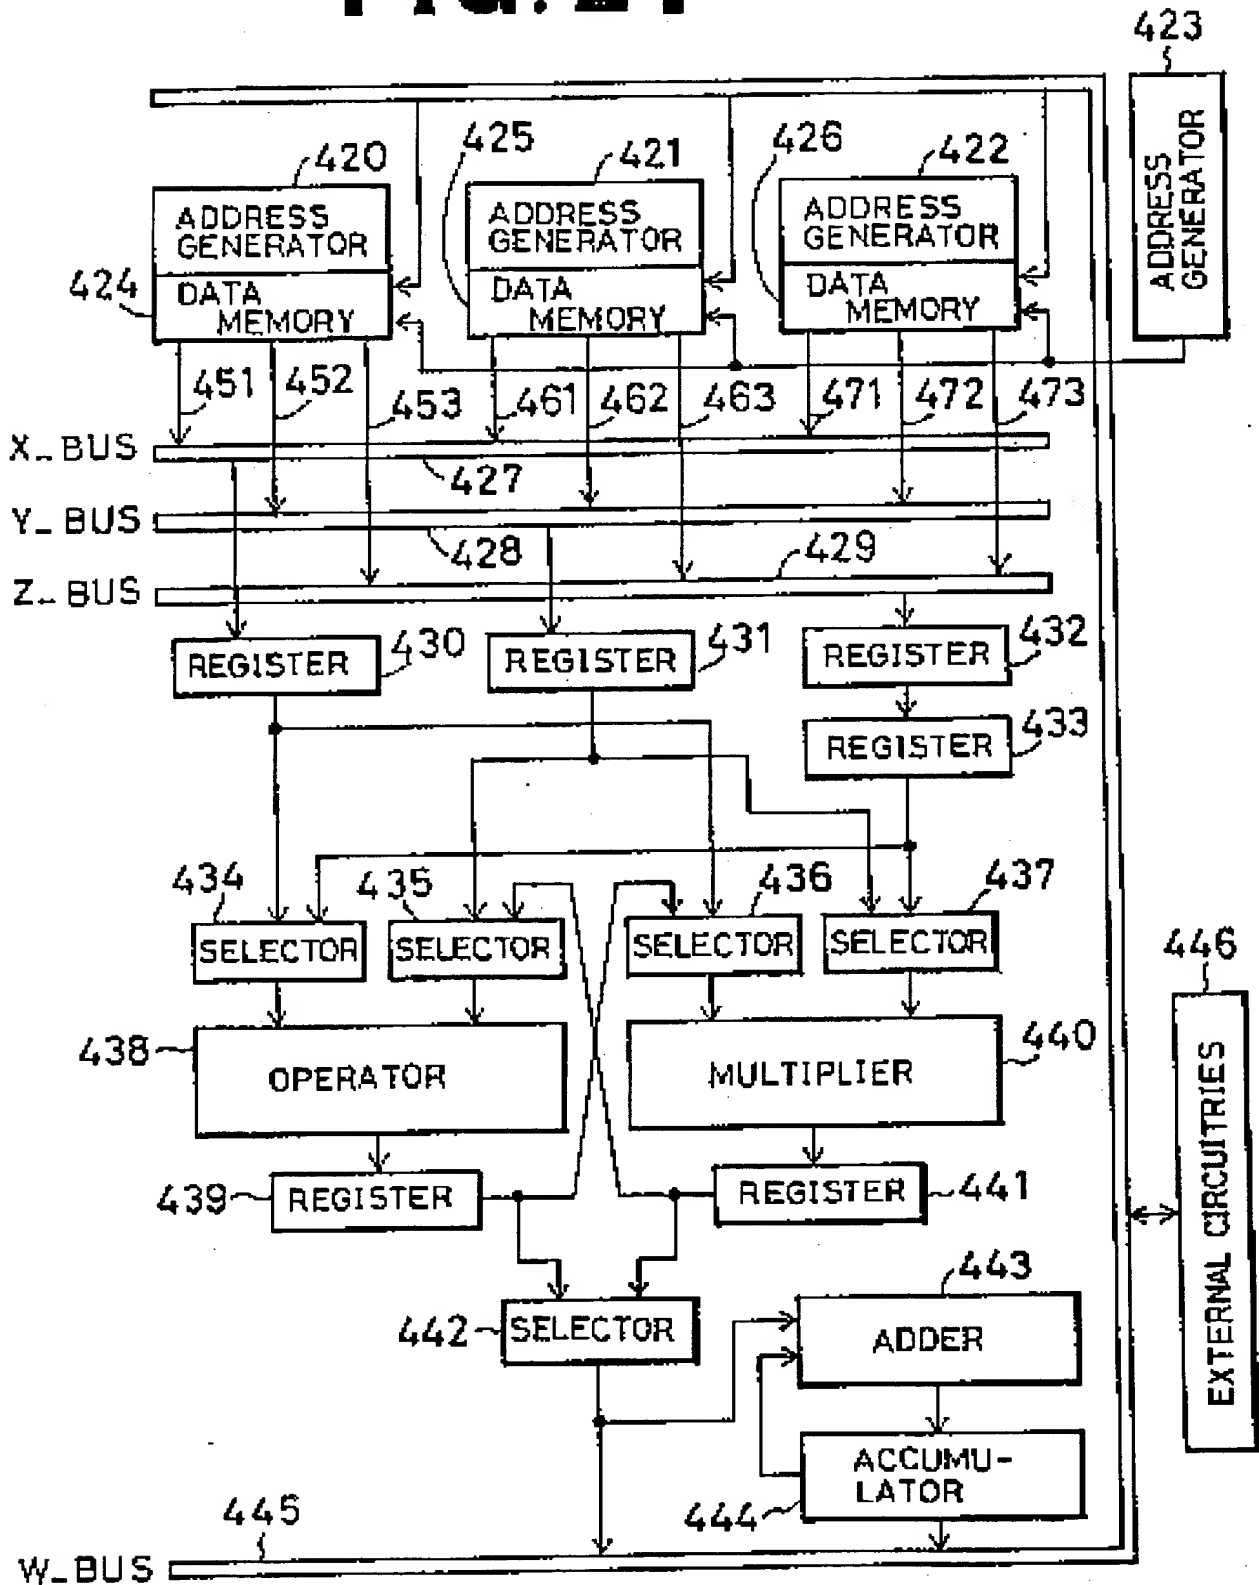 423
ADDRESS
GENERATOR
420
425
421
426
422
ADDRESS
GENERATOR
ADDRESS
GENERATOR
ADDRESS
GENERATOR
424
DATA
MEMORY
DATA
MEMORY
DATA
MEMORY
451
452
453
461
462
463
471
472
473
X_BUS
427
Y_BUS
428
429
Z_BUS
REGISTER
430
REGISTER
431
REGISTER
432
REGISTER
433
434
435
436
437
SELECTOR
SELECTOR
SELECTOR
SELECTOR
446
EXTERNAL CIRCUITRIES
438
OPERATOR
MULTIPLIER
440
439
REGISTER
REGISTER
441
442
SELECTOR
443
ADDER
ACCUMU-
LATOR
444
445
W_BUS